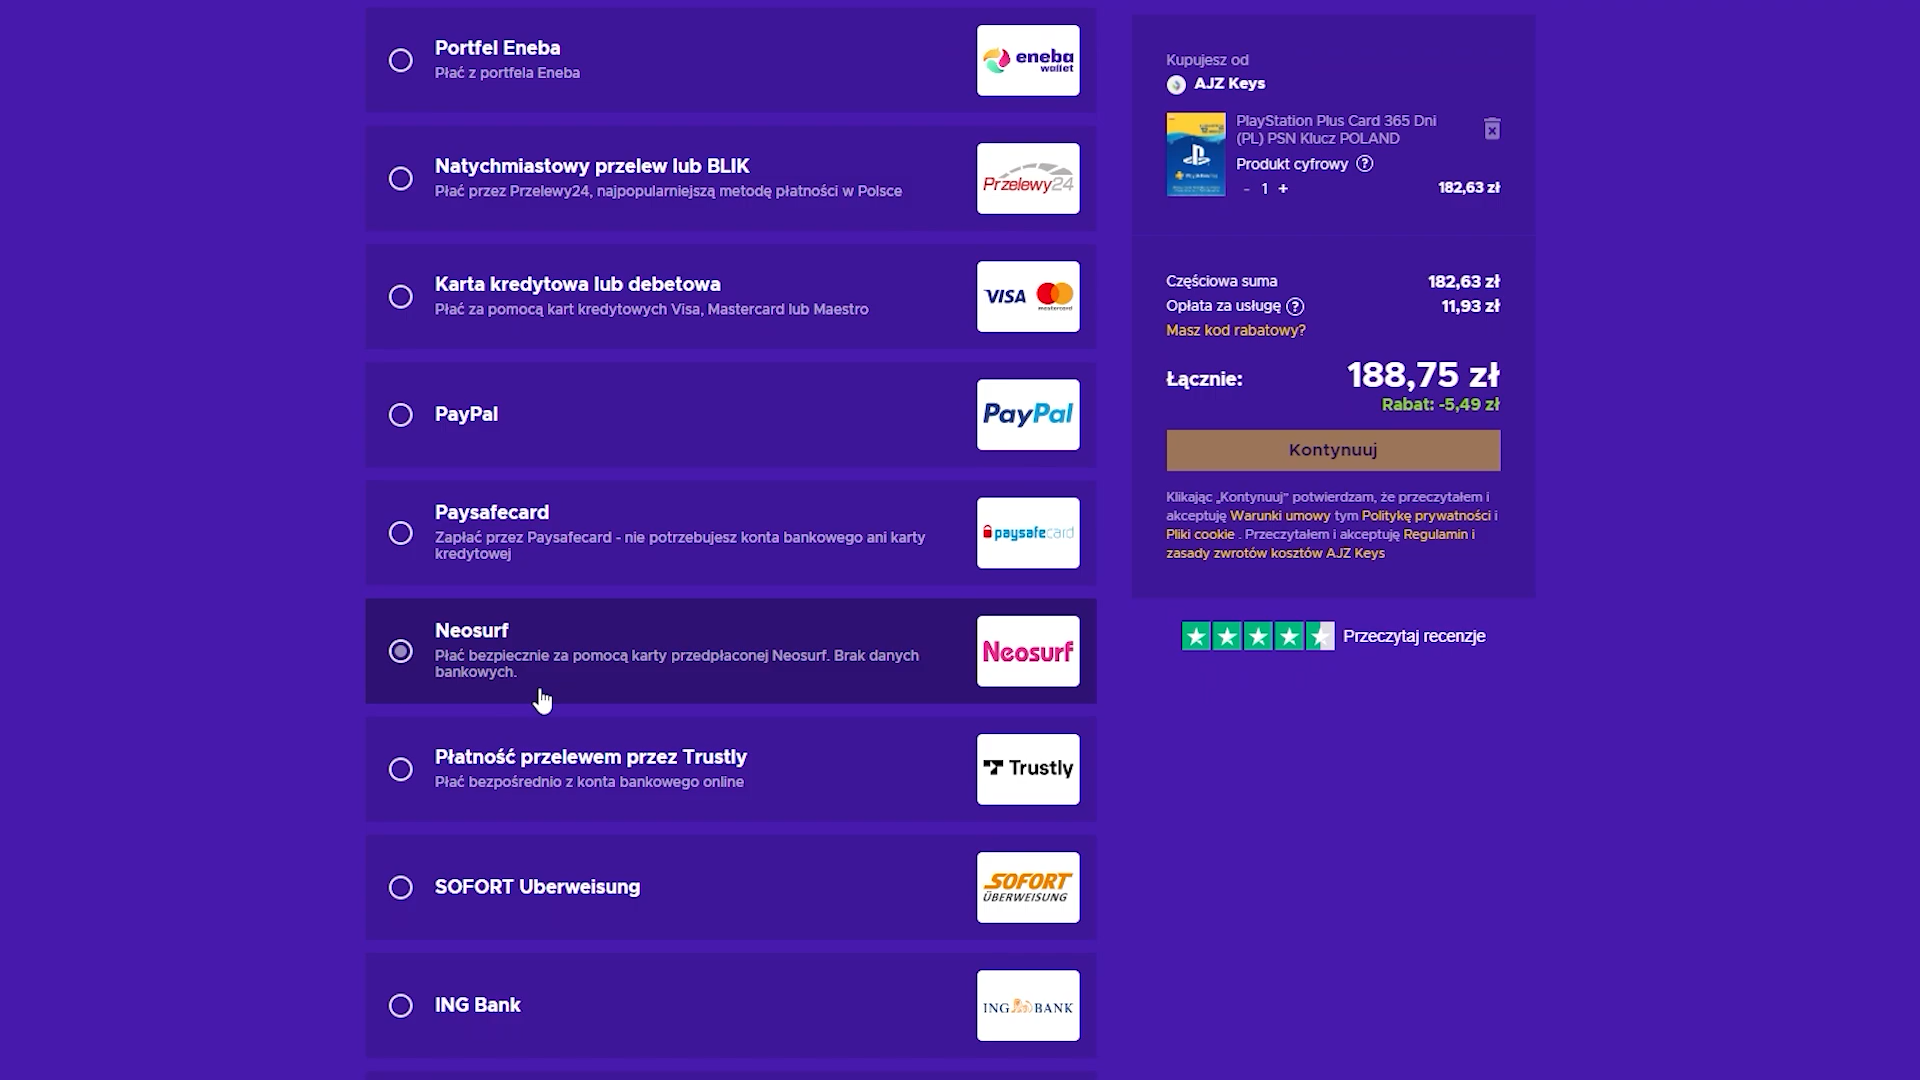 Portfel Eneba
Płać z portfela Eneba
eneba
wallet
Natychmiastowy przelew lub BLIK
Płać przez Przelewy24, najpopularniejszą metodę płatności w Polsce
Przelewy24
Karta kredytowa lub debetowa
Płać za pomocą kart kredytowych Visa, Mastercard lub Maestro
VISA
mastercard
PayPal
PayPal
Paysafecard
Zapłać przez Paysafecard - nie potrzebujesz konta bankowego ani karty
kredytowej
paysafecard
Neosurf
Płać bezpiecznie za pomocą karty przedpłaconej Neosurf. Brak danych
bankowych.
Neosurf
Płatność przelewem przez Trustly
Płać bezpośrednio z konta bankowego online
Trustly
SOFORT Uberweisung
SOFORT
ÜBERWEISUNG
ING Bank
ING BANK
Kupujesz od
AJZ Keys
PlayStation Plus Card 365 Dni
(PL) PSN Klucz POLAND
Produkt cyfrowy ?
- 1 + 182,63 zł
Częściowa suma 182,63 zł
Opłata za usługę ? 11,93 zł
Masz kod rabatowy?
Łącznie: 188,75 zł
Rabat: -5,49 zł
Kontynuuj
Klikając „Kontynuuj” potwierdzam, że przeczytałem i
akceptuję Warunki umowy tym Politykę prywatności i
Pliki cookie . Przeczytałem i akceptuję Regulamin i
zasady zwrotów kosztów AJZ Keys
Przeczytaj recenzje